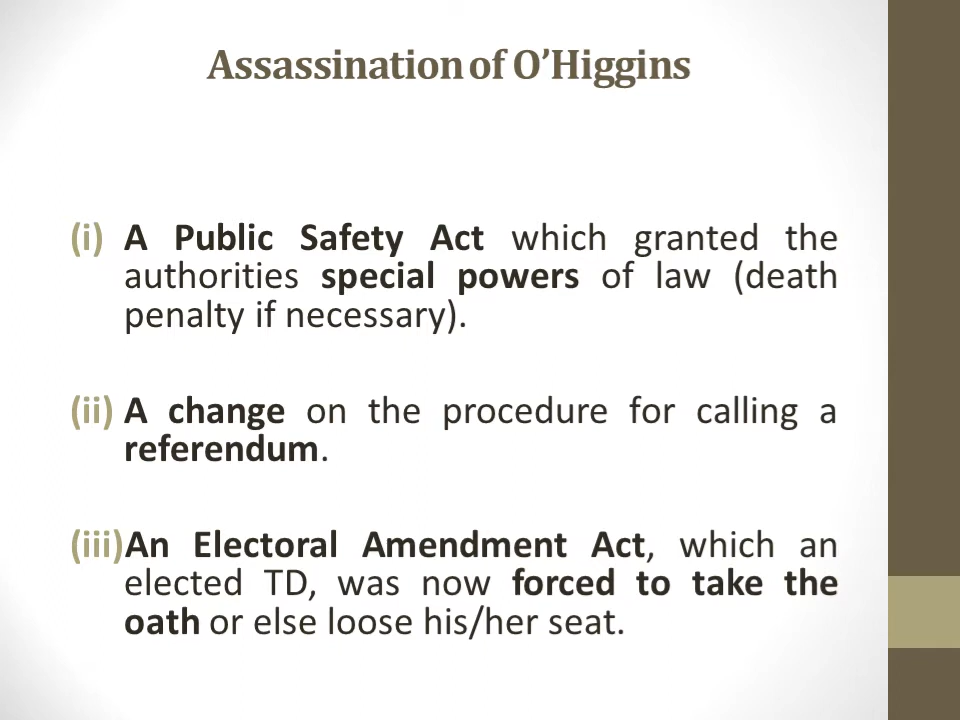 Assassination of O’Higgins
(i) A Public Safety Act which granted the
authorities special powers of law (death
penalty if necessary).
(ii) A change on the procedure for calling a
referendum.
(iii)An Electoral Amendment Act, which an
elected TD, was now forced to take the
oath or else loose his/her seat.